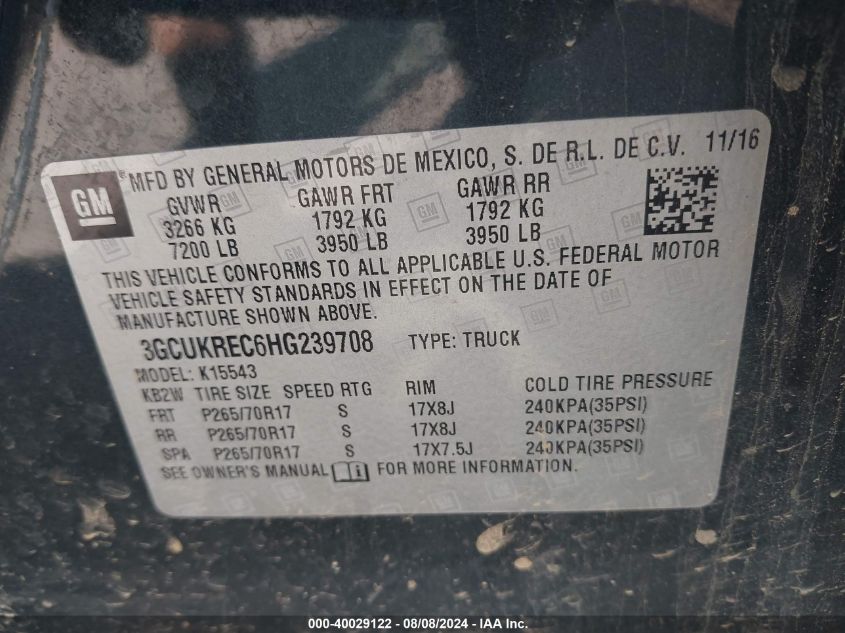 MFD BY GENERAL MOTORS DE MEXICO, S. DE R.L. DE C.V. 11/16
GM
GVWR GAWR FRT GAWR RR
3266 KG 1792 KG 1792 KG
7200 LB 3950 LB 3950 LB
THIS VEHICLE CONFORMS TO ALL APPLICABLE U.S. FEDERAL MOTOR
VEHICLE SAFETY STANDARDS IN EFFECT ON THE DATE OF
MANUFACTURE SHOWN ABOVE.
3GCUKREC6HG239708 TYPE: TRUCK
MODEL: K15543
KB2W TIRE SIZE SPEED RTG RIM COLD TIRE PRESSURE
FRT P265/70R17 S 17X8J 240KPA(35PSI)
RR P265/70R17 S 17X8J 240KPA(35PSI)
SPA P265/70R17 S 17X7.5J 240KPA(35PSI)
SEE OWNER'S MANUAL FOR MORE INFORMATION.
000-40029122 - 08/08/2024 - IAA Inc.